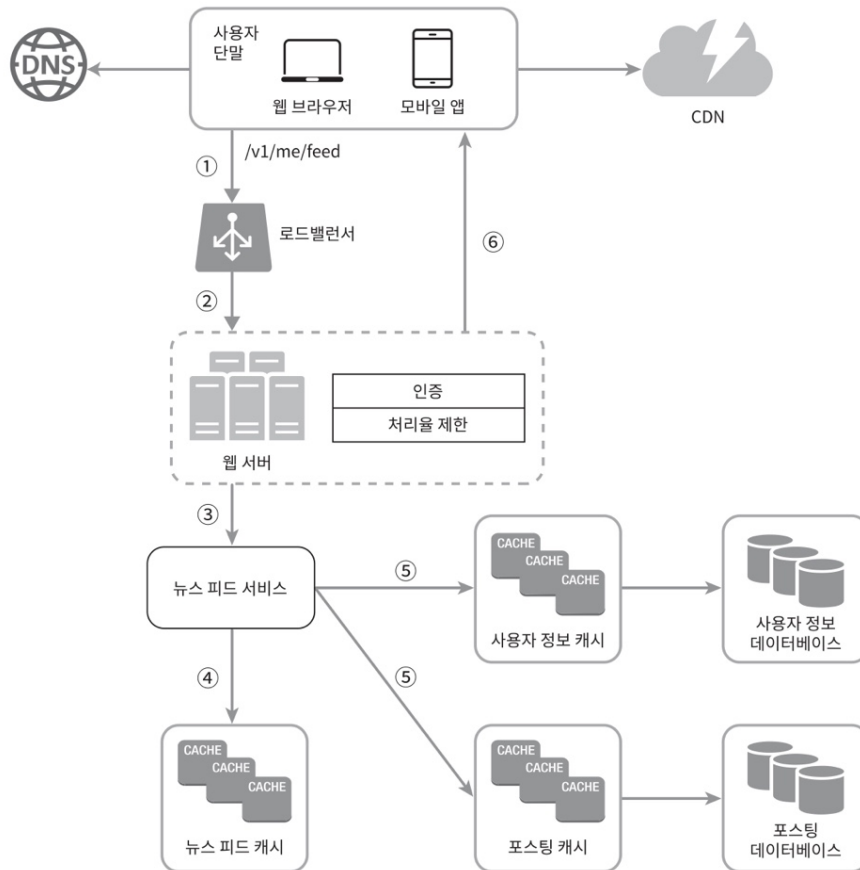 사용자
단말
DNS
웹 브라우저
모바일 앱
CDN
① /v1/me/feed
로드밸런서
⑥
②
인증
처리율 제한
웹 서버
③
뉴스 피드 서비스
⑤
CACHE
CACHE
CACHE
사용자 정보 캐시
사용자 정보
데이터베이스
④
⑤
CACHE
CACHE
CACHE
뉴스 피드 캐시
CACHE
CACHE
CACHE
포스팅 캐시
포스팅
데이터베이스